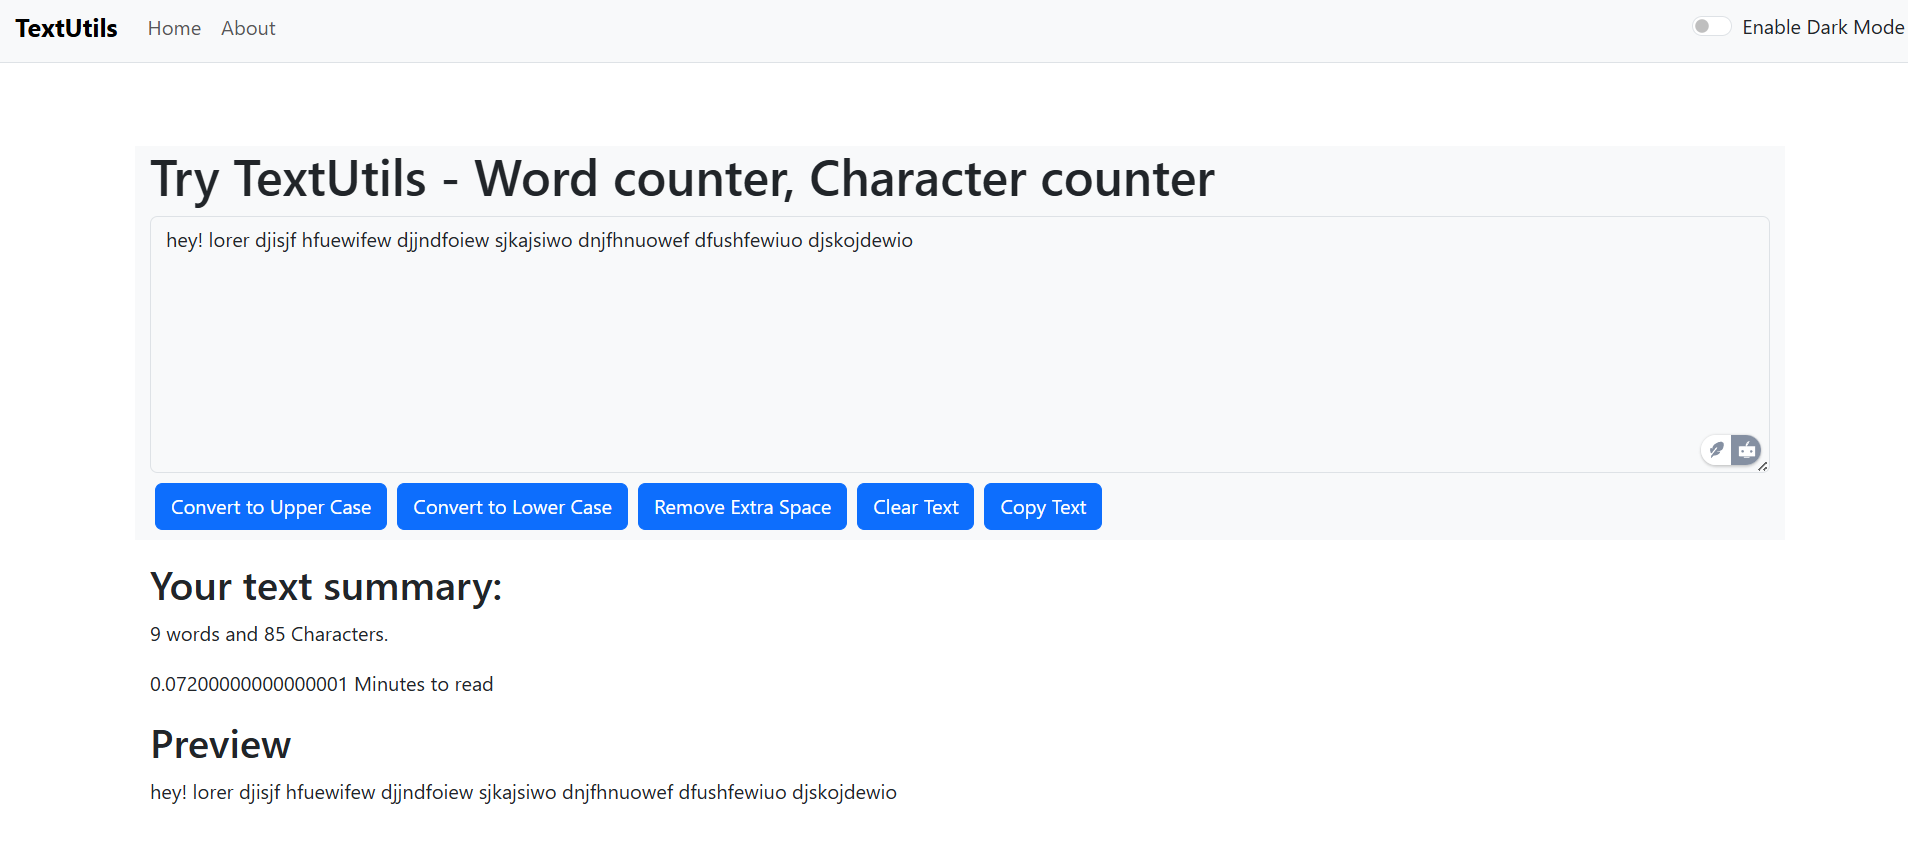 TextUtils Home About Enable Dark Mode
Try TextUtils - Word counter, Character counter
hey! lorer djisjf hfuewifew djjndfoiew sjkajsiwo dnjfhnuowef dfushfewiuo djskojdewio
Convert to Upper Case Convert to Lower Case Remove Extra Space Clear Text Copy Text
Your text summary:
9 words and 85 Characters.
0.07200000000000001 Minutes to read
Preview
hey! lorer djisjf hfuewifew djjndfoiew sjkajsiwo dnjfhnuowef dfushfewiuo djskojdewio